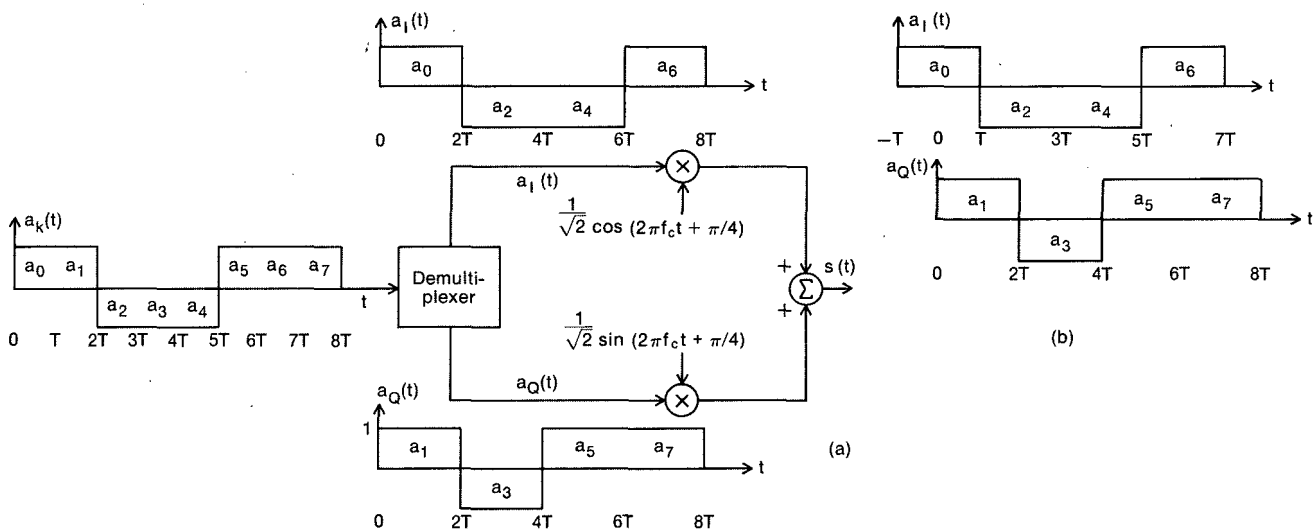 a_I(t)
a_0
a_6
t
a_2 a_4
0 2T 4T 6T 8T
a_I(t)
a_0
a_6
t
a_2 a_4
−T 0 T 3T 5T 7T
a_Q(t)
a_1
a_5 a_7
t
a_3
0 2T 4T 6T 8T
(b)
a_k(t)
a_0 a_1
a_5 a_6 a_7
t
a_2 a_3 a_4
0 T 2T 3T 4T 5T 6T 7T 8T
Demulti-
plexer
a_I(t)
×
1/√2 cos (2πf_ct + π/4)
+
Σ
s(t)
+
1/√2 sin (2πf_ct + π/4)
a_Q(t)
×
a_Q(t)
1
a_1
a_5 a_7
t
a_3
0 2T 4T 6T 8T
(a)